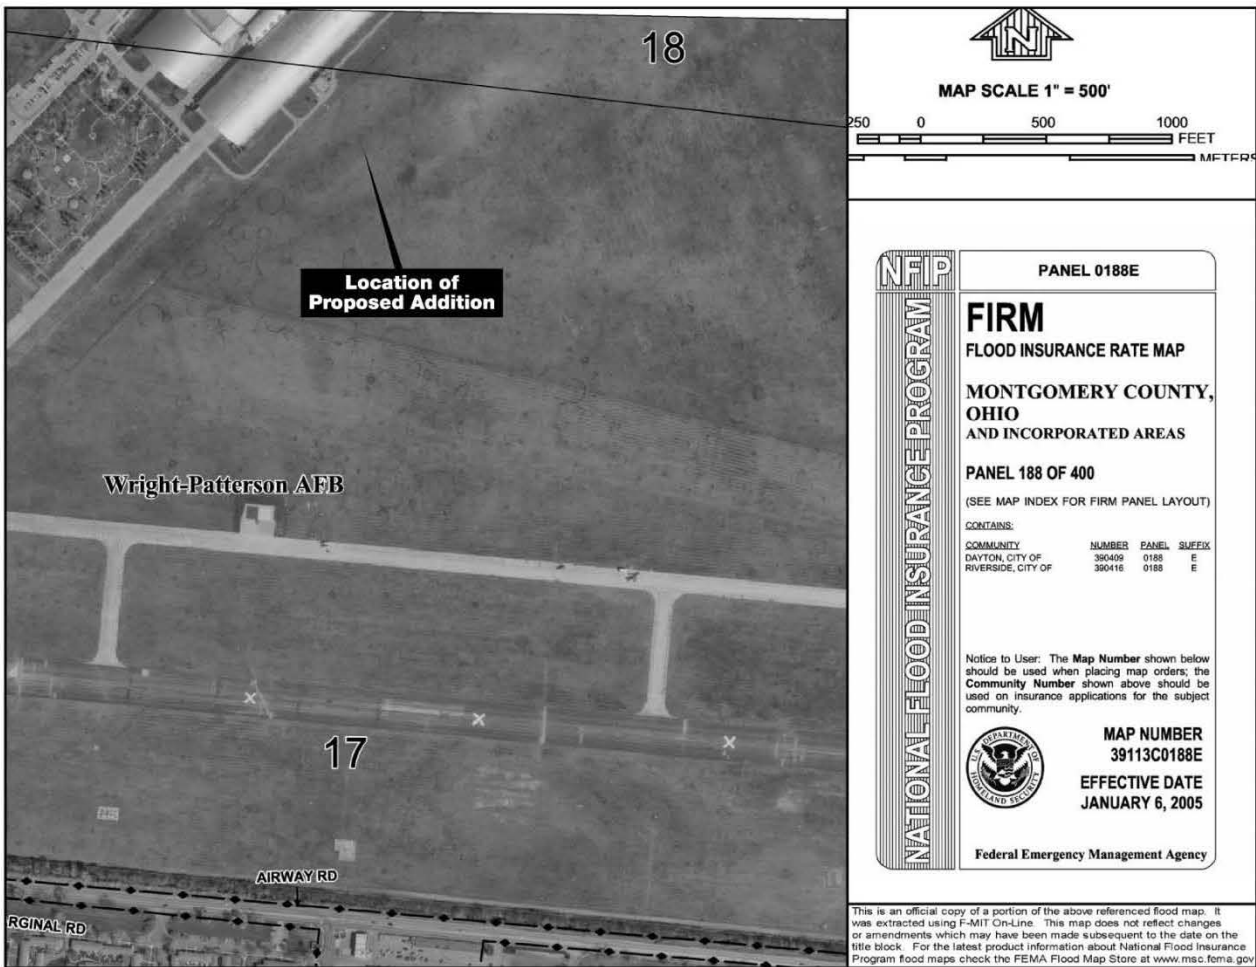 18
Location of
Proposed Addition
Wright-Patterson AFB
17
AIRWAY RD
RGINAL RD
N
MAP SCALE 1" = 500'
250 0 500 1000
FEET
METERS
NFIP
NATIONAL FLOOD INSURANCE PROGRAM
PANEL 0188E
FIRM
FLOOD INSURANCE RATE MAP
MONTGOMERY COUNTY,
OHIO
AND INCORPORATED AREAS
PANEL 188 OF 400
(SEE MAP INDEX FOR FIRM PANEL LAYOUT)
CONTAINS:
COMMUNITY NUMBER PANEL SUFFIX
DAYTON, CITY OF 390409 0188 E
RIVERSIDE, CITY OF 390416 0188 E
Notice to User: The Map Number shown below
should be used when placing map orders; the
Community Number shown above should be
used on insurance applications for the subject
community.
U.S. DEPARTMENT OF
HOMELAND SECURITY
MAP NUMBER
39113C0188E
EFFECTIVE DATE
JANUARY 6, 2005
Federal Emergency Management Agency
This is an official copy of a portion of the above referenced flood map. It
was extracted using F-MIT On-Line. This map does not reflect changes
or amendments which may have been made subsequent to the date on the
title block. For the latest product information about National Flood Insurance
Program flood maps check the FEMA Flood Map Store at www.msc.fema.gov